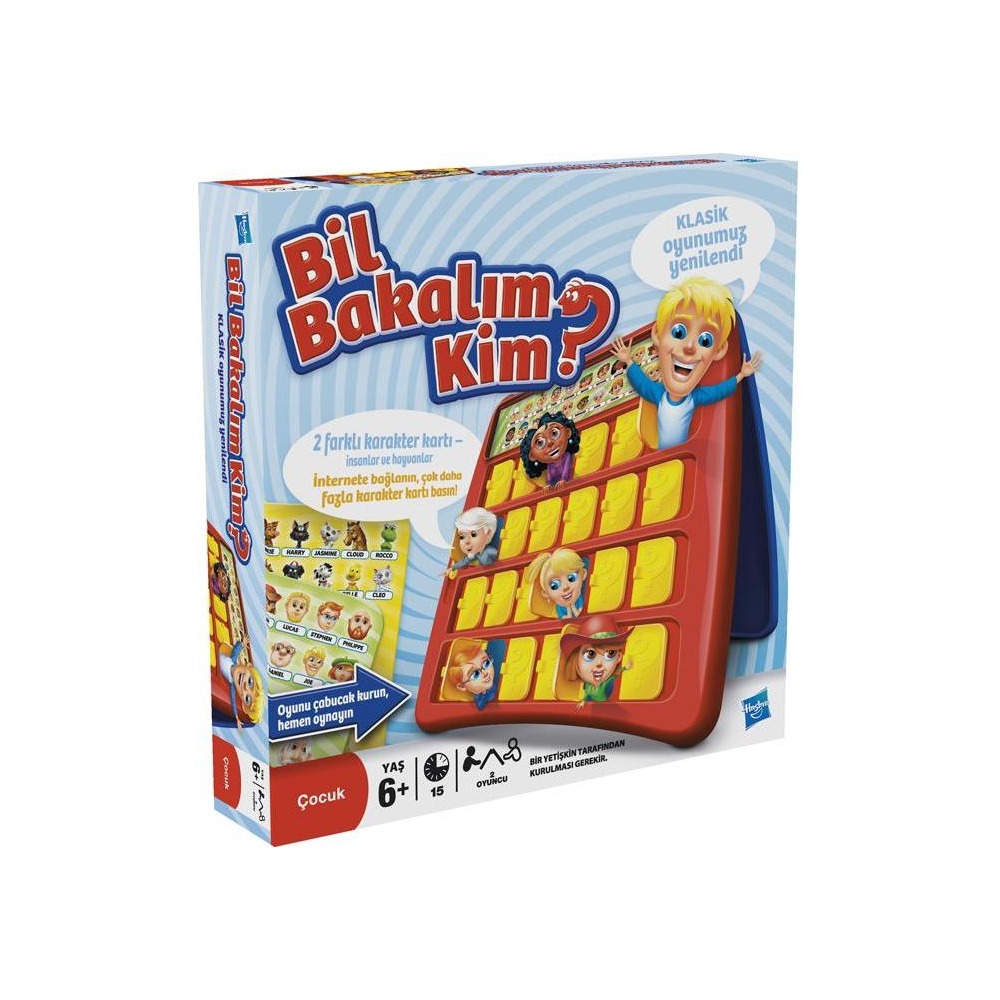 Bil
Bakalım
Kim?
KLASİK
oyunumuz
yenilendi
2 farklı karakter kartı –
insanlar ve hayvanlar
İnternete bağlanın, çok daha
fazla karakter kartı basın!
HARRY JASMINE CLOUD ROCCO
CLEO
LUCAS STEPHEN PHILIPPE
JOE
Oyunu çabucak kurun,
hemen oynayın
Çocuk
YAŞ
6+
15
2
OYUNCU
BİR YETİŞKİN TARAFINDAN
KURULMASI GEREKİR.
Hasbro
Hasbro
Bil Bakalım Kim?
KLASİK oyunumuz yenilendi
Çocuk
YAŞ
6+